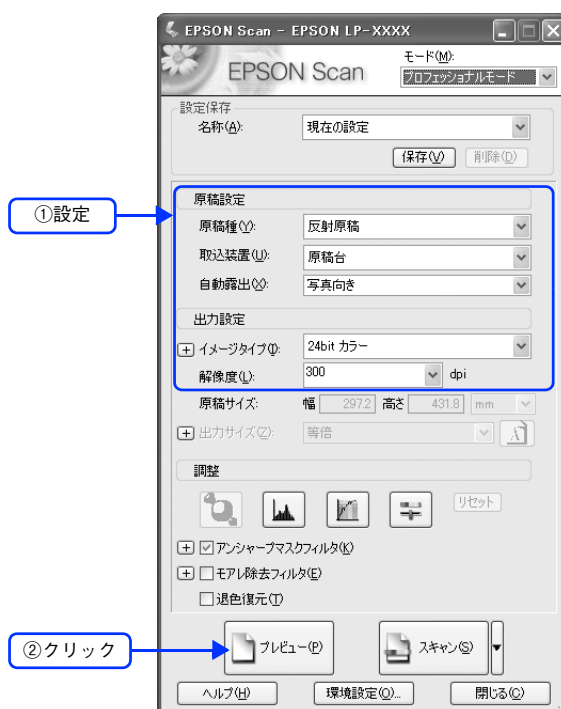 EPSON Scan - EPSON LP-XXXX
EPSON Scan
モード(M):
プロフェッショナルモード
設定保存
名称(A): 現在の設定
保存(V) 削除(D)
①設定
原稿設定
原稿種(Y): 反射原稿
取込装置(U): 原稿台
自動露出(X): 写真向き
出力設定
イメージタイプ(I): 24bit カラー
解像度(L): 300 dpi
原稿サイズ: 幅 297.2 高さ 431.8 mm
出力サイズ(Z): 等倍 A
調整
リセット
アンシャープマスクフィルタ(K)
モアレ除去フィルタ(E)
退色復元(T)
②クリック
プレビュー(P) スキャン(S)
ヘルプ(H) 環境設定(O)... 閉じる(C)